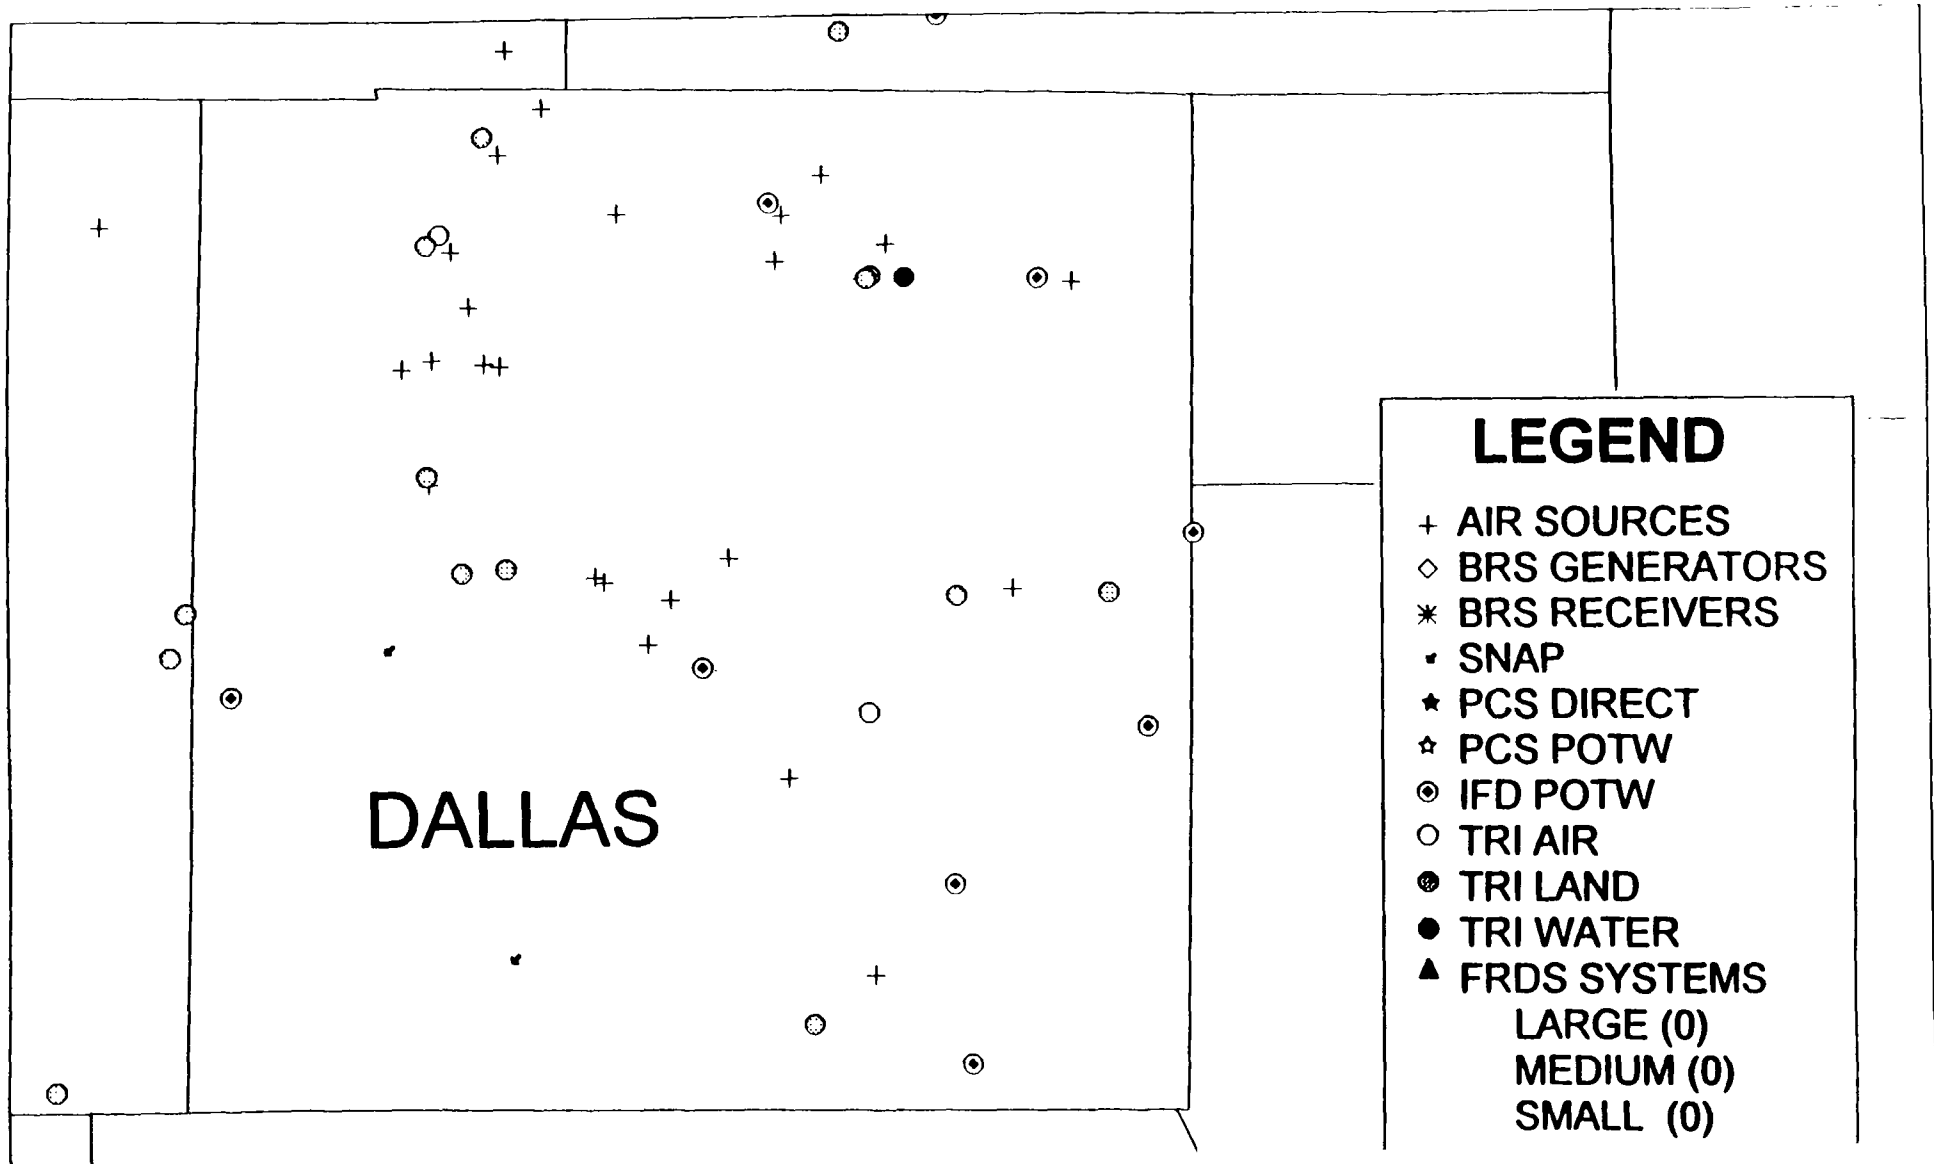 DALLAS
LEGEND
AIR SOURCES
BRS GENERATORS
BRS RECEIVERS
SNAP
PCS DIRECT
PCS POTW
IFD POTW
TRI AIR
TRI LAND
TRI WATER
FRDS SYSTEMS
LARGE (0)
MEDIUM (0)
SMALL (0)